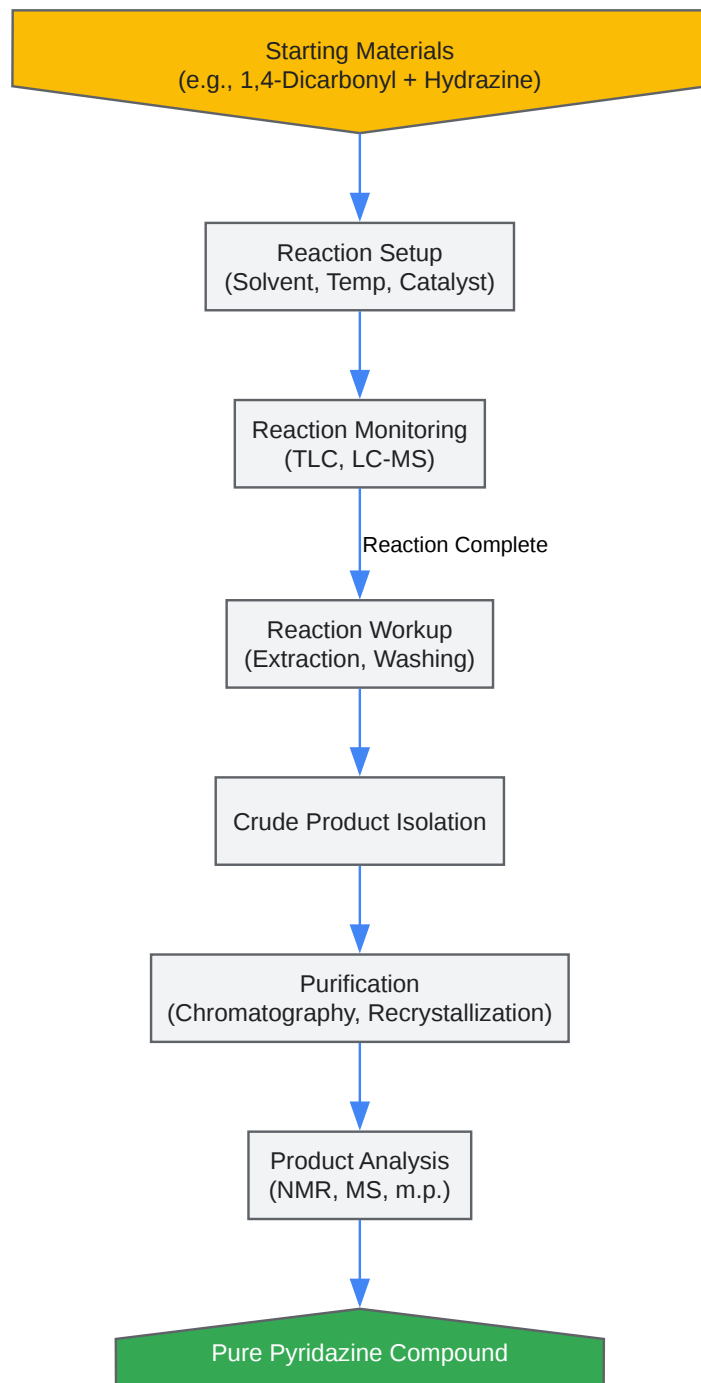 Starting Materials
(e.g., 1,4-Dicarbonyl + Hydrazine)
Reaction Setup
(Solvent, Temp, Catalyst)
Reaction Monitoring
(TLC, LC-MS)
Reaction Complete
Reaction Workup
(Extraction, Washing)
Crude Product Isolation
Purification
(Chromatography, Recrystallization)
Product Analysis
(NMR, MS, m.p.)
Pure Pyridazine Compound